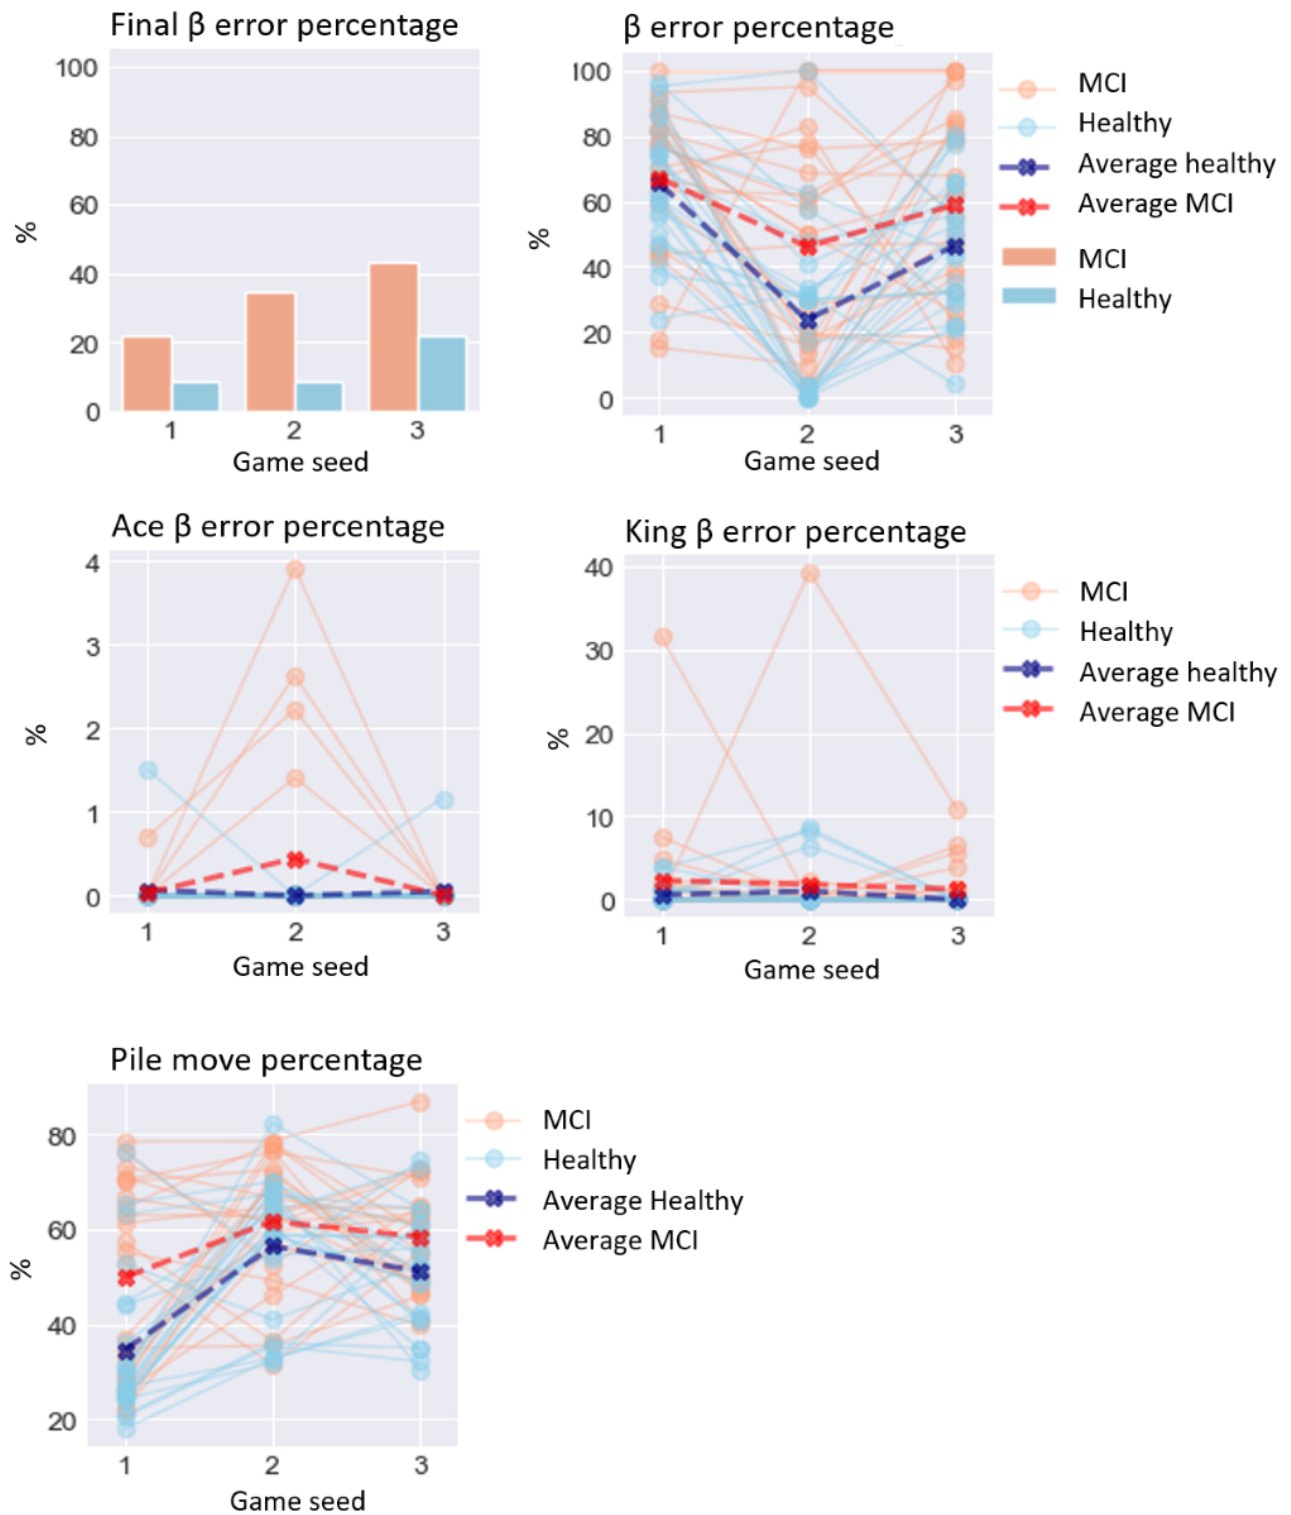 Final β error percentage
100
80
60
40
20
0
%
1 2 3
Game seed
β error percentage
100
80
60
40
20
0
%
1 2 3
Game seed
MCI
Healthy
Average healthy
Average MCI
MCI
Healthy
Ace β error percentage
4
3
2
1
0
%
1 2 3
Game seed
King β error percentage
40
30
20
10
0
%
1 2 3
Game seed
MCI
Healthy
Average healthy
Average MCI
Pile move percentage
80
60
40
20
%
1 2 3
Game seed
MCI
Healthy
Average Healthy
Average MCI